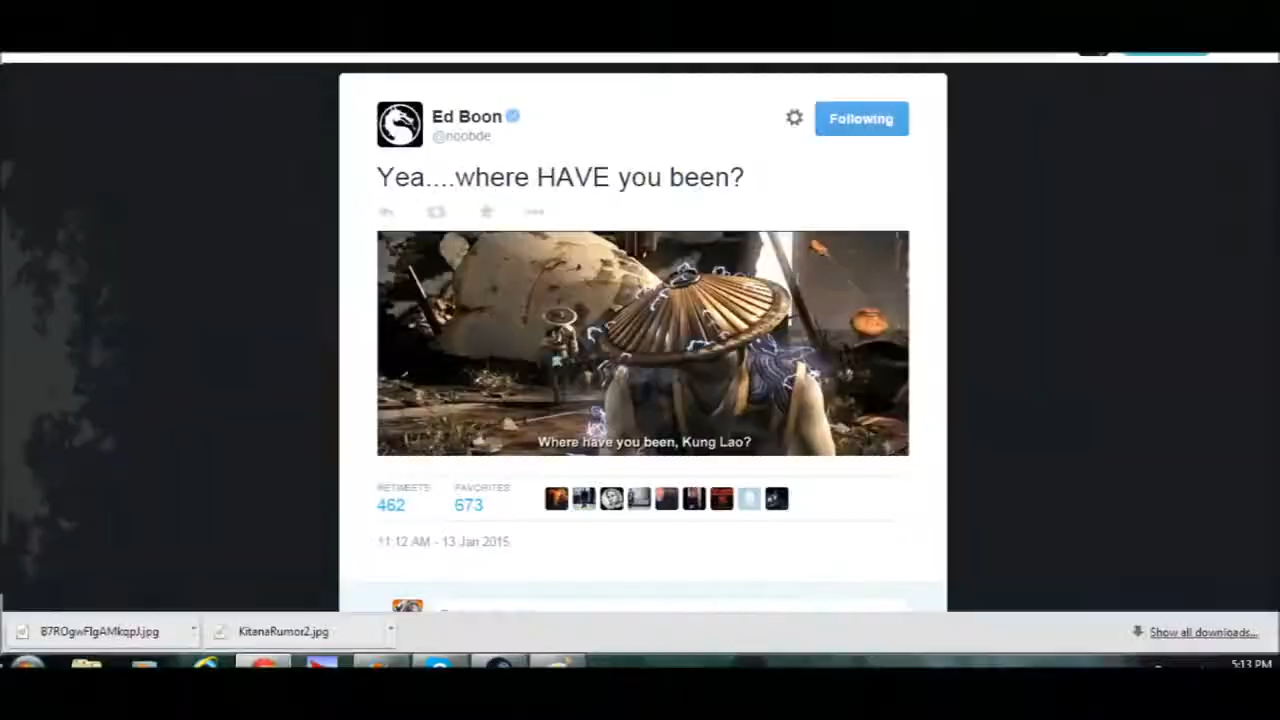 Ed Boon
@noobde
Following
Yea....where HAVE you been?
Where have you been, Kung Lao?
RETWEETS
462
FAVORITES
673
11:12 AM - 13 Jan 2015
B7ROgwFIgAMkqpJ.jpg
KitanaRumor2.jpg
Show all downloads...
5:13 PM